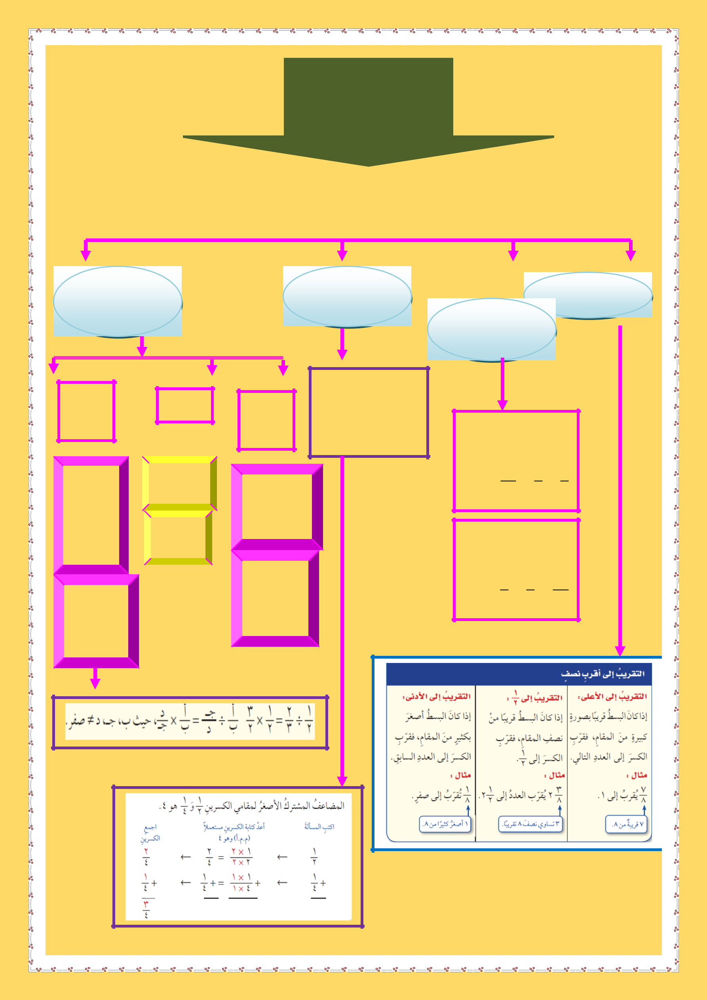 التقريبُ إلى أقربِ نصفٍ
التقريبُ إلى الأعلى:
إذا كانَ البسطُ قريبًا بصورةٍ
كبيرةٍ منَ المقامِ، فقرّبِ
الكسرَ إلى العددِ التالي.
مثال :
٧/٨ يُقربُ إلى ١.
٧ قريبةٌ من ٨.
التقريبُ إلى ١/٢ :
إذا كانَ البسطُ قريبًا منْ
نصفِ المقامِ، فقرّبِ
الكسرَ إلى ١/٢.
مثال :
٢ ٣/٨ يُقرّب العددُ إلى ٢ ١/٢.
٣ تساوي نصفَ ٨ تقريبًا.
التقريبُ إلى الأدنى:
إذا كانَ البسطُ أصغرَ
بكثيرٍ منَ المقامِ، فقرّبِ
الكسرَ إلى العددِ السابقِ.
مثال :
١/٨ تُقرّبُ إلى صفرٍ.
١ أصغرُ كثيرًا من ٨.
١/٢ ÷ ٢/٣ = ١/٢ × ٣/٢ أ/ب ÷ جـ/د = أ/ب × د/جـ، حيث ب، جـ، د ≠ صفر.
المضاعفُ المشتركُ الأصغرُ لمقامي الكسرينِ ١/٢ وَ ١/٤ هو ٤.
اكتبِ المسألةَ
أعدْ كتابة الكسرينِ مستعملاً
(م.م.أ) وهو ٤
اجمعِ
الكسرينِ
١/٢ ← ١ × ٢/٢ × ٢ = ٢/٤ ← ٢/٤
+ ١/٤ ← + ١ × ١/٤ × ١ = + ١/٤ ← + ١/٤
٣/٤